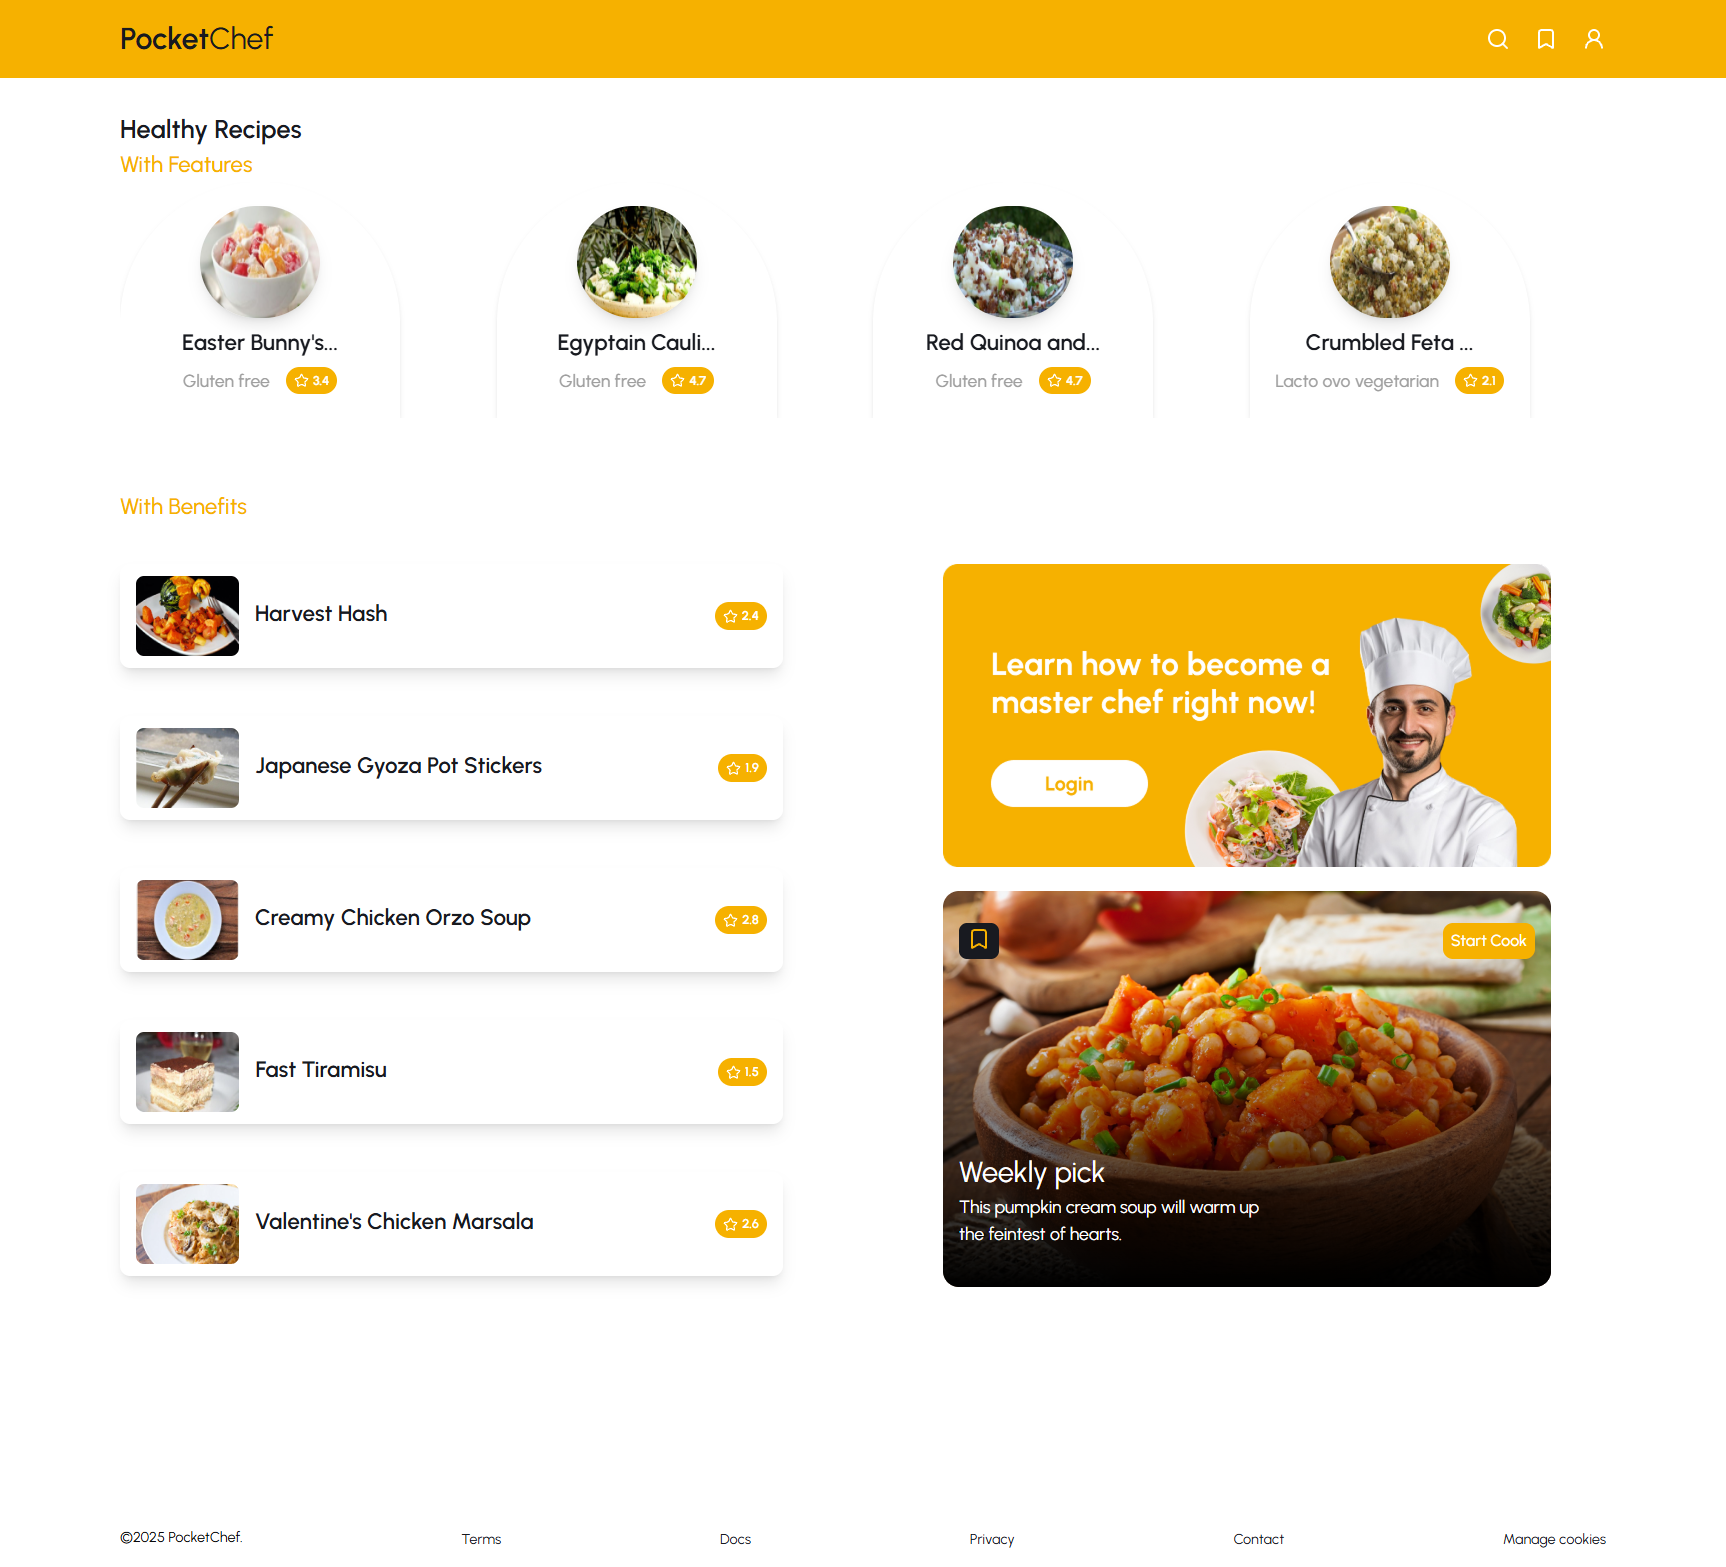 PocketChef
Healthy Recipes
With Features
Easter Bunny's...
Gluten free
3.4
Egyptain Cauli...
Gluten free
4.7
Red Quinoa and...
Gluten free
4.7
Crumbled Feta ...
Lacto ovo vegetarian
2.1
With Benefits
Harvest Hash
2.4
Japanese Gyoza Pot Stickers
1.9
Creamy Chicken Orzo Soup
2.8
Fast Tiramisu
1.5
Valentine's Chicken Marsala
2.6
Learn how to become a
master chef right now!
Login
Start Cook
Weekly pick
This pumpkin cream soup will warm up
the feintest of hearts.
©2025 PocketChef.
Terms
Docs
Privacy
Contact
Manage cookies